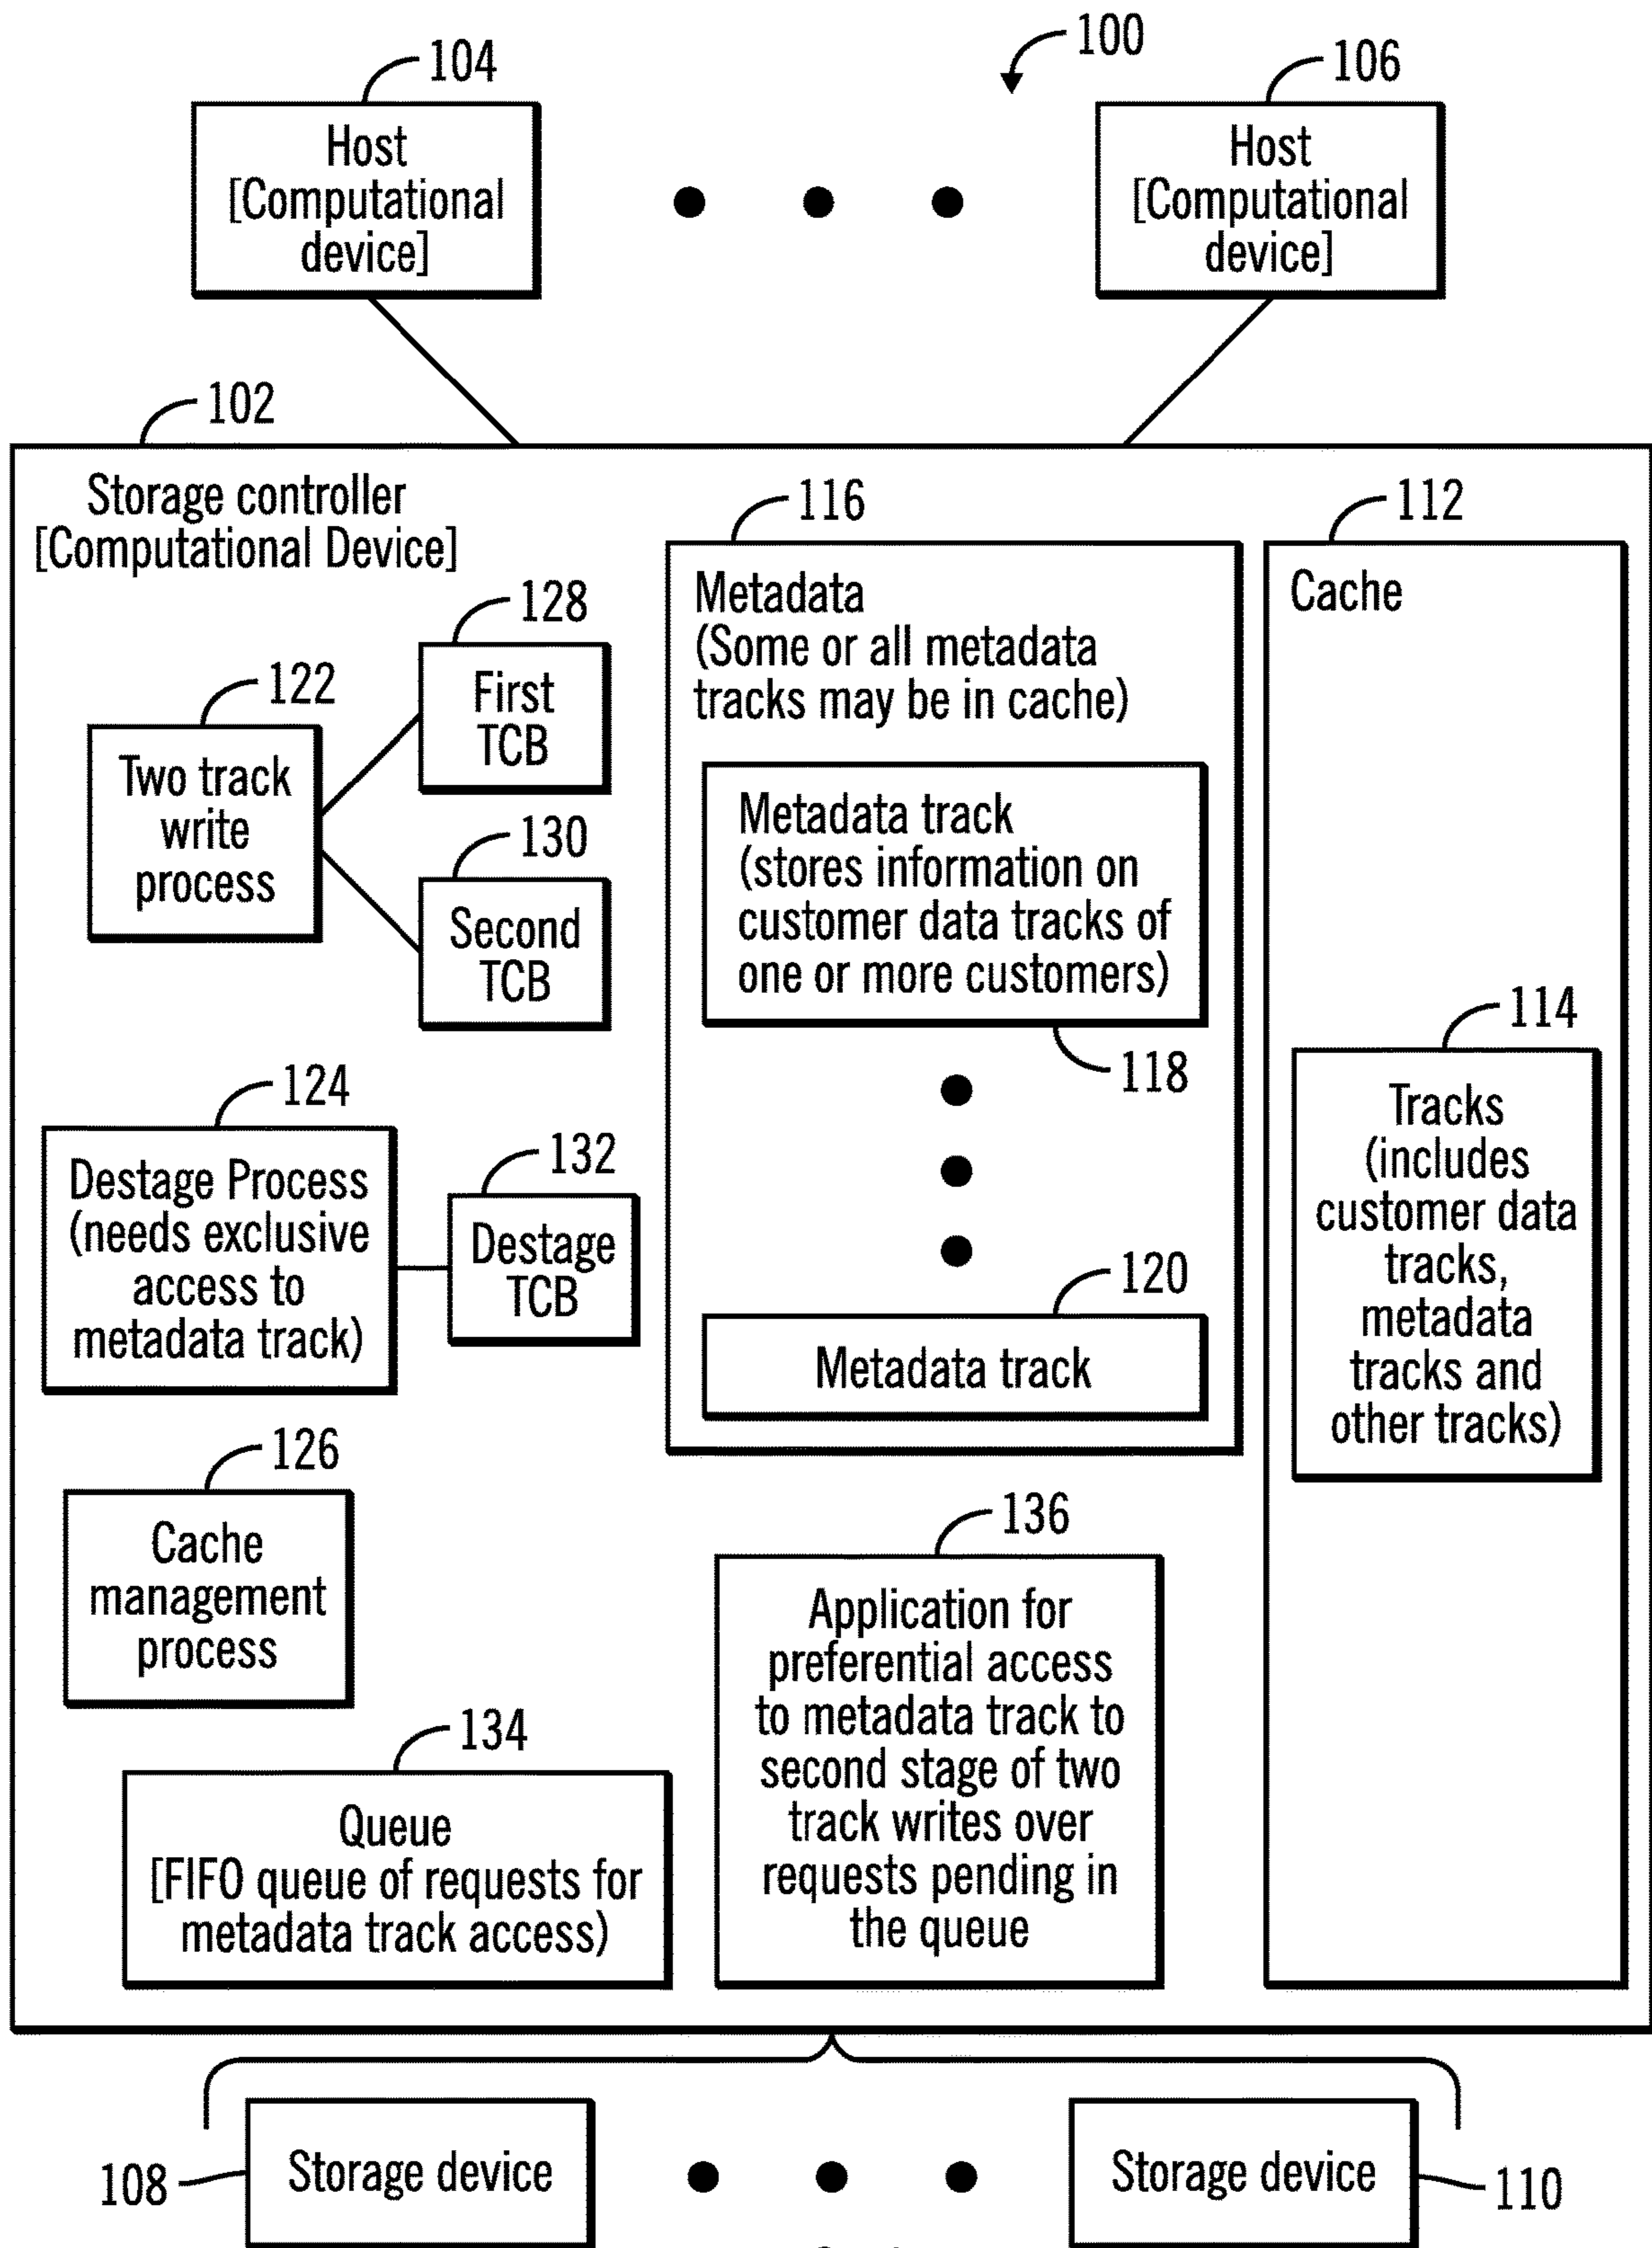 100
104
Host
[Computational
device]
106
Host
[Computational
device]
102
Storage controller
[Computational Device]
122
Two track
write
process
128
First
TCB
130
Second
TCB
124
Destage Process
(needs exclusive
access to
metadata track)
132
Destage
TCB
126
Cache
management
process
134
Queue
[FIFO queue of requests for
metadata track access)
116
Metadata
(Some or all metadata
tracks may be in cache)
Metadata track
(stores information on
customer data tracks of
one or more customers)
118
120
Metadata track
136
Application for
preferential access
to metadata track to
second stage of two
track writes over
requests pending in
the queue
112
Cache
114
Tracks
(includes
customer data
tracks,
metadata
tracks and
other tracks)
108
Storage device
Storage device
110